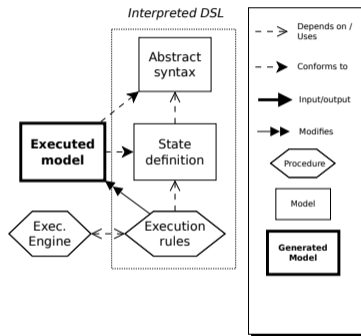 Interpreted DSL
Abstract
syntax
Executed
model
State
definition
Exec.
Engine
Execution
rules
Depends on /
Uses
Conforms to
Input/output
Modifies
Procedure
Model
Generated
Model